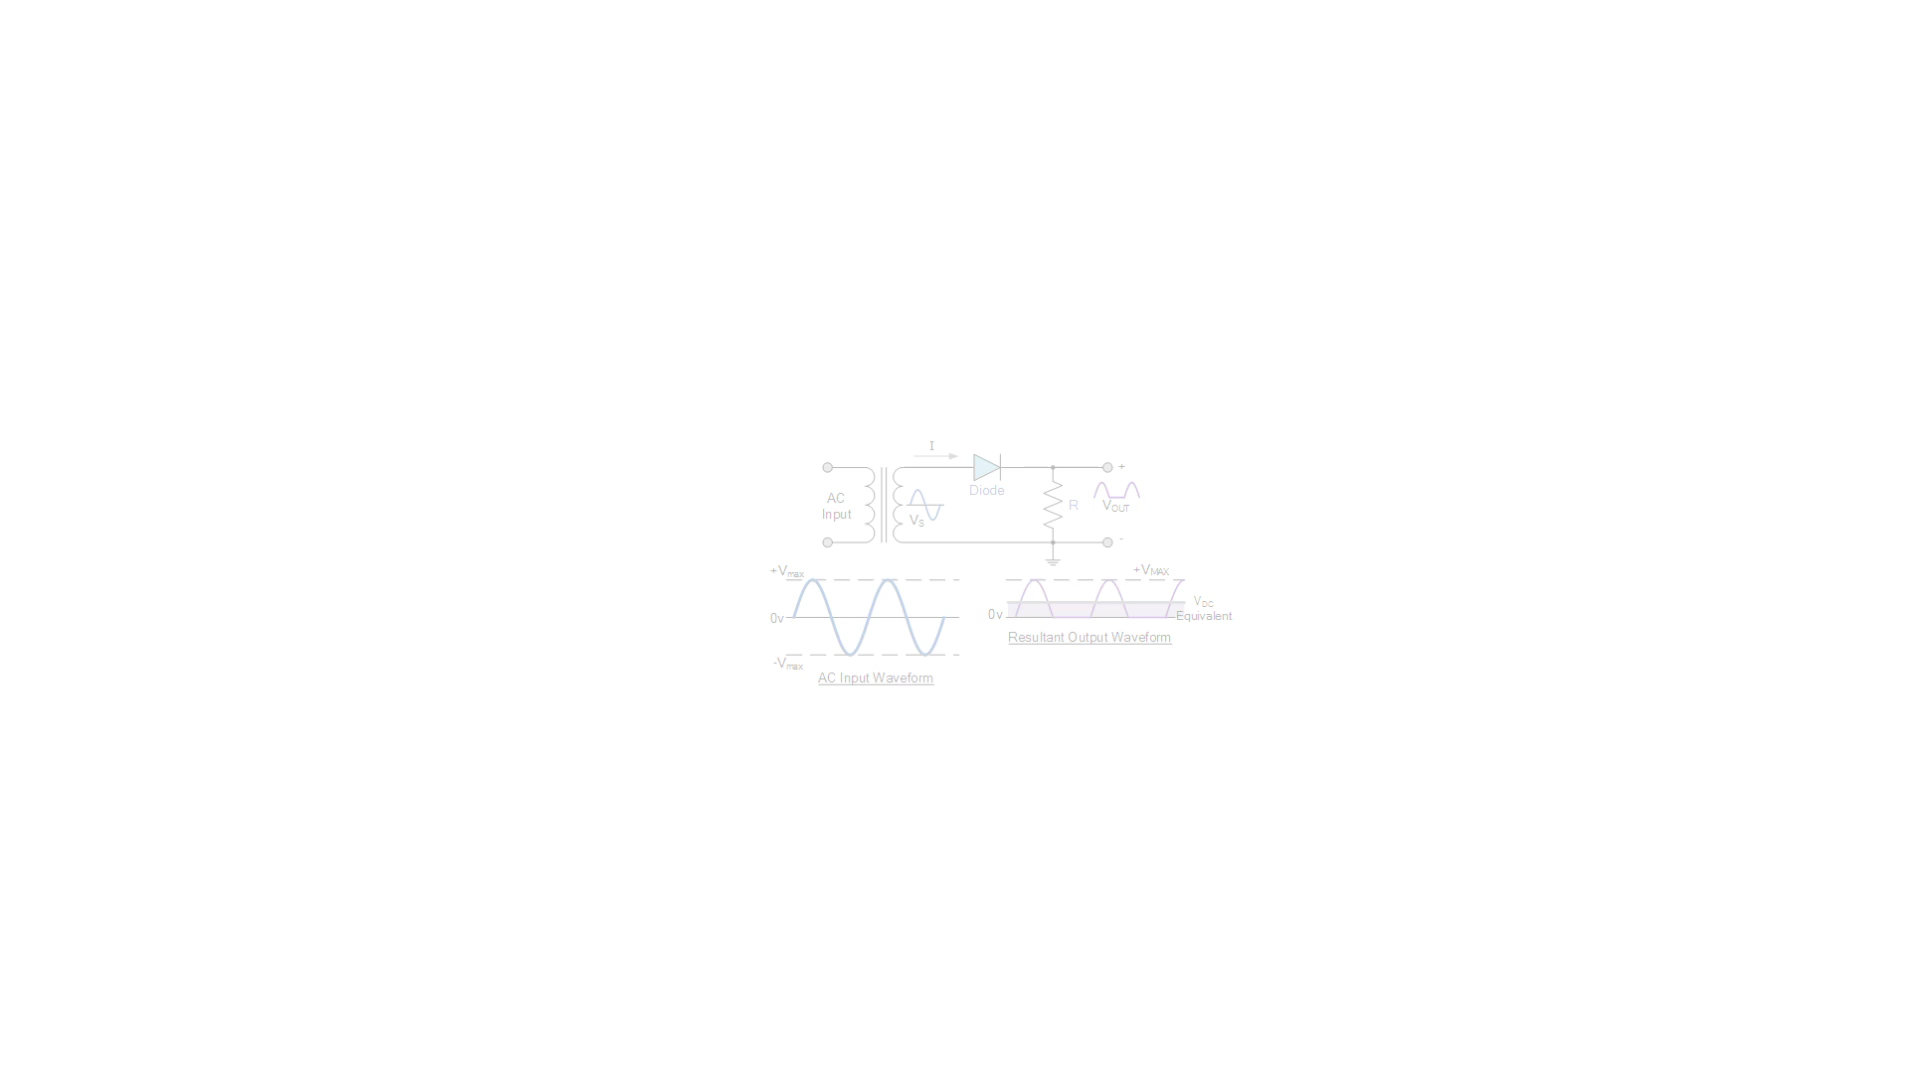 I
+
Diode
AC
Input
R
VS
VOUT
-
+Vmax
0v
-Vmax
AC Input Waveform
+VMAX
VDC
0v
Equivalent
Resultant Output Waveform